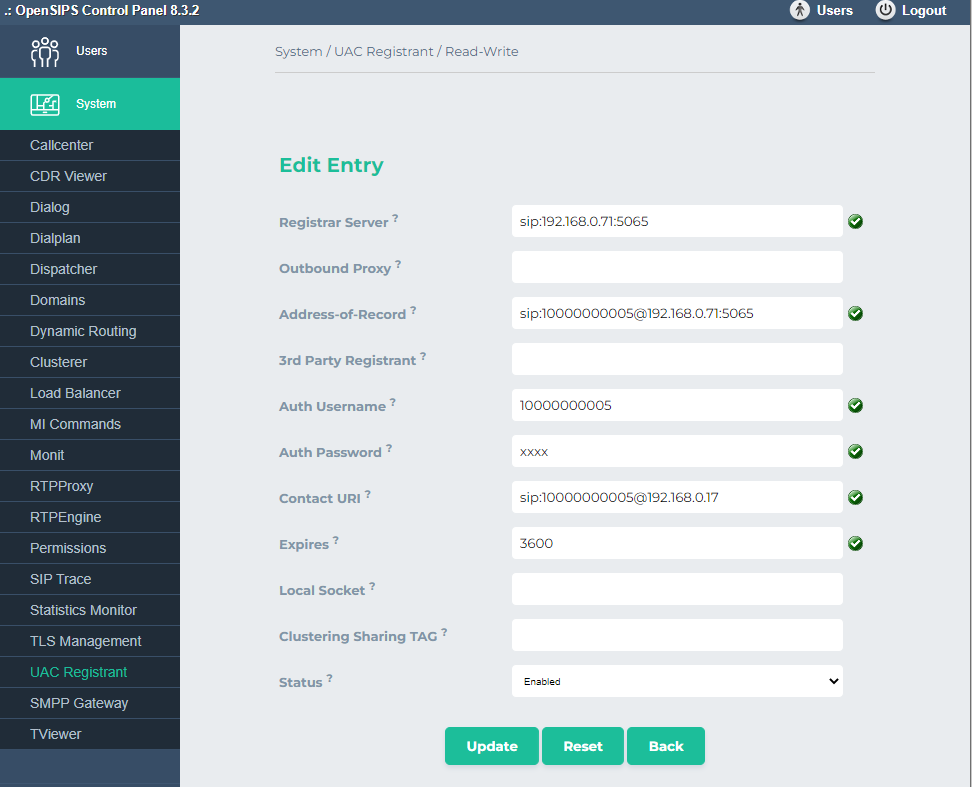 .: OpenSIPS Control Panel 8.3.2
Users
Logout
Users
System
Callcenter
CDR Viewer
Dialog
Dialplan
Dispatcher
Domains
Dynamic Routing
Clusterer
Load Balancer
MI Commands
Monit
RTPProxy
RTPEngine
Permissions
SIP Trace
Statistics Monitor
TLS Management
UAC Registrant
SMPP Gateway
TViewer
System / UAC Registrant / Read-Write
Edit Entry
Registrar Server ? sip:192.168.0.71:5065
Outbound Proxy ?
Address-of-Record ? sip:10000000005@192.168.0.71:5065
3rd Party Registrant ?
Auth Username ? 10000000005
Auth Password ? xxxx
Contact URI ? sip:10000000005@192.168.0.17
Expires ? 3600
Local Socket ?
Clustering Sharing TAG ?
Status ? Enabled
Update Reset Back